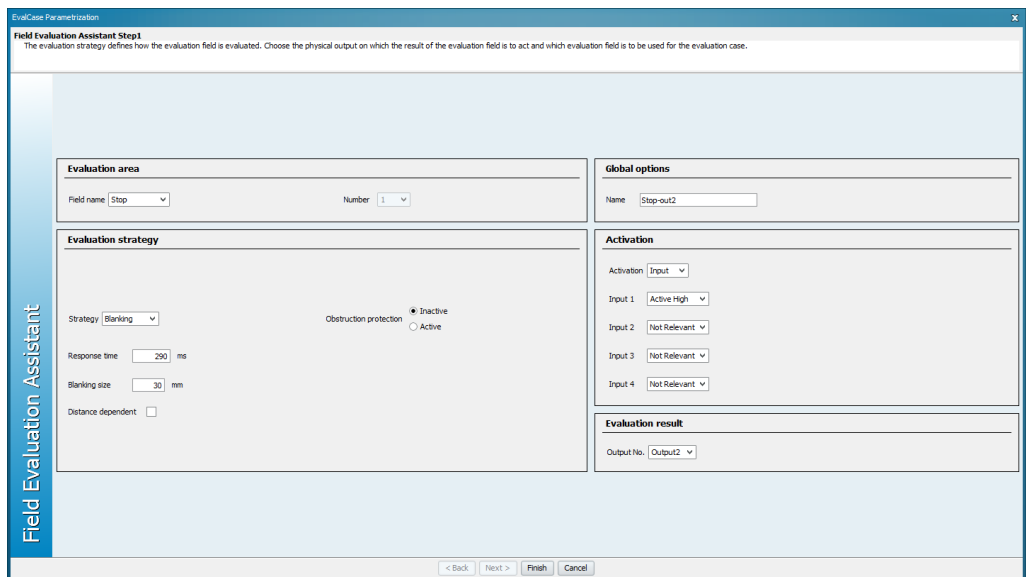 EvalCase Parametrization x
Field Evaluation Assistant Step1
The evaluation strategy defines how the evaluation field is evaluated. Choose the physical output on which the result of the evaluation field is to act and which evaluation field is to be used for the evaluation case.
Field Evaluation Assistant
Evaluation area
Field name Stop Number 1
Evaluation strategy
Strategy Blanking Obstruction protection Inactive
Active
Response time 290 ms
Blanking size 30 mm
Distance dependent
Global options
Name Stop-out2
Activation
Activation Input
Input 1 Active High
Input 2 Not Relevant
Input 3 Not Relevant
Input 4 Not Relevant
Evaluation result
Output No. Output2
< Back Next > Finish Cancel